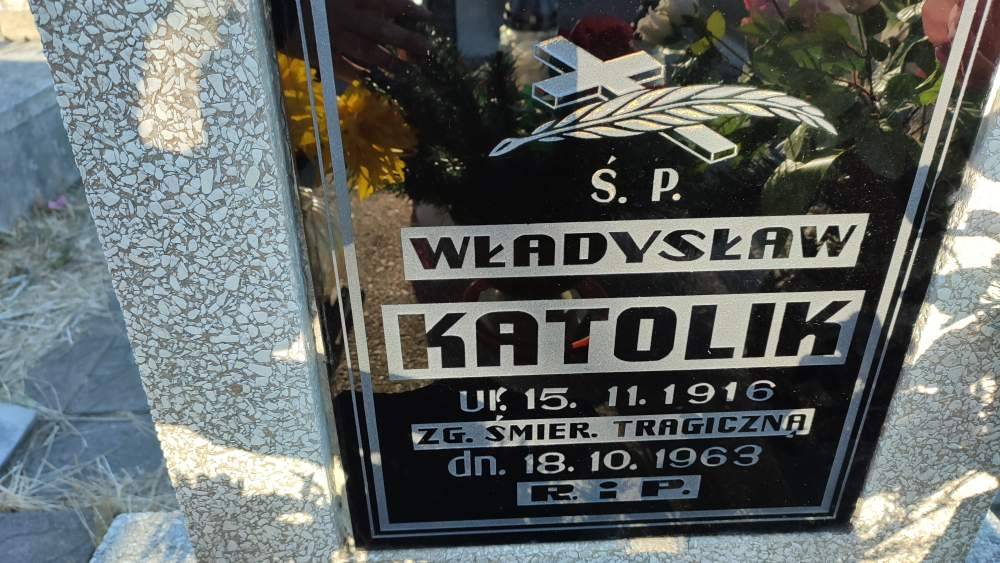 Ś. P.
WŁADYSŁAW
KATOLIK
Ur. 15. 11. 1916
ZG. ŚMIER. TRAGICZNĄ
dn. 18. 10. 1963
R. i P.